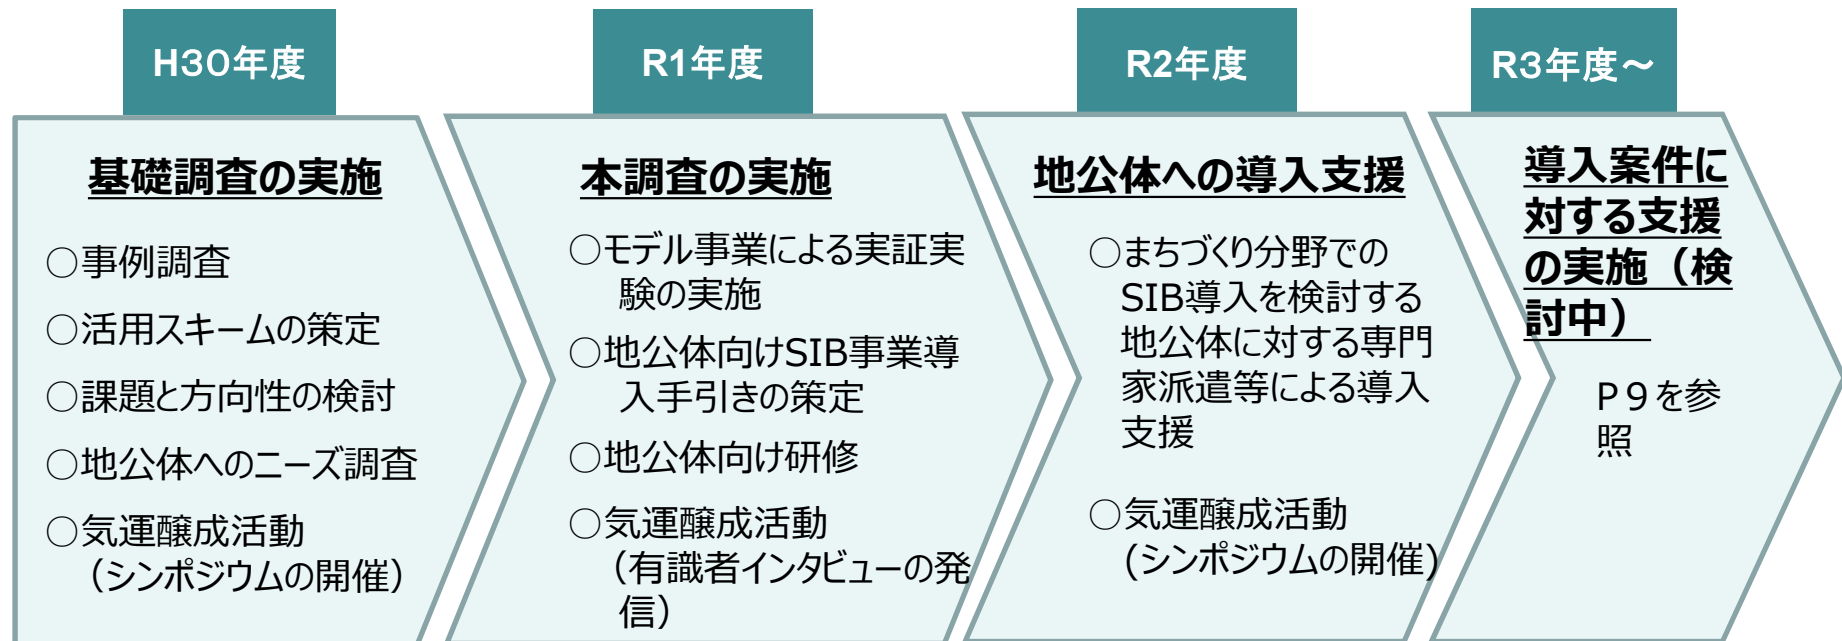 H30年度
基礎調査の実施
○事例調査
○活用スキームの策定
○課題と方向性の検討
○地公体へのニーズ調査
○気運醸成活動
（シンポジウムの開催）
R1年度
本調査の実施
○モデル事業による実証実
験の実施
○地公体向けSIB事業導
入手引きの策定
○地公体向け研修
○気運醸成活動
（有識者インタビューの発
信）
R2年度
地公体への導入支援
○まちづくり分野での
SIB導入を検討する
地公体に対する専門
家派遣等による導入
支援
○気運醸成活動
(シンポジウムの開催)
R3年度～
導入案件に
対する支援
の実施（検
討中）
P９を参
照